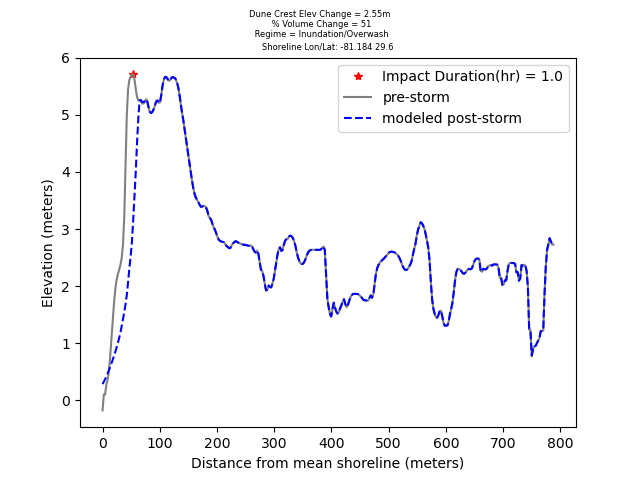 Dune Crest Elev Change = 2.55m
% Volume Change = 51
Regime = Inundation/Overwash
Shoreline Lon/Lat: -81.184 29.6
Impact Duration(hr) = 1.0
pre-storm
modeled post-storm
Elevation (meters)
6
5
4
3
2
1
0
0 100 200 300 400 500 600 700 800
Distance from mean shoreline (meters)